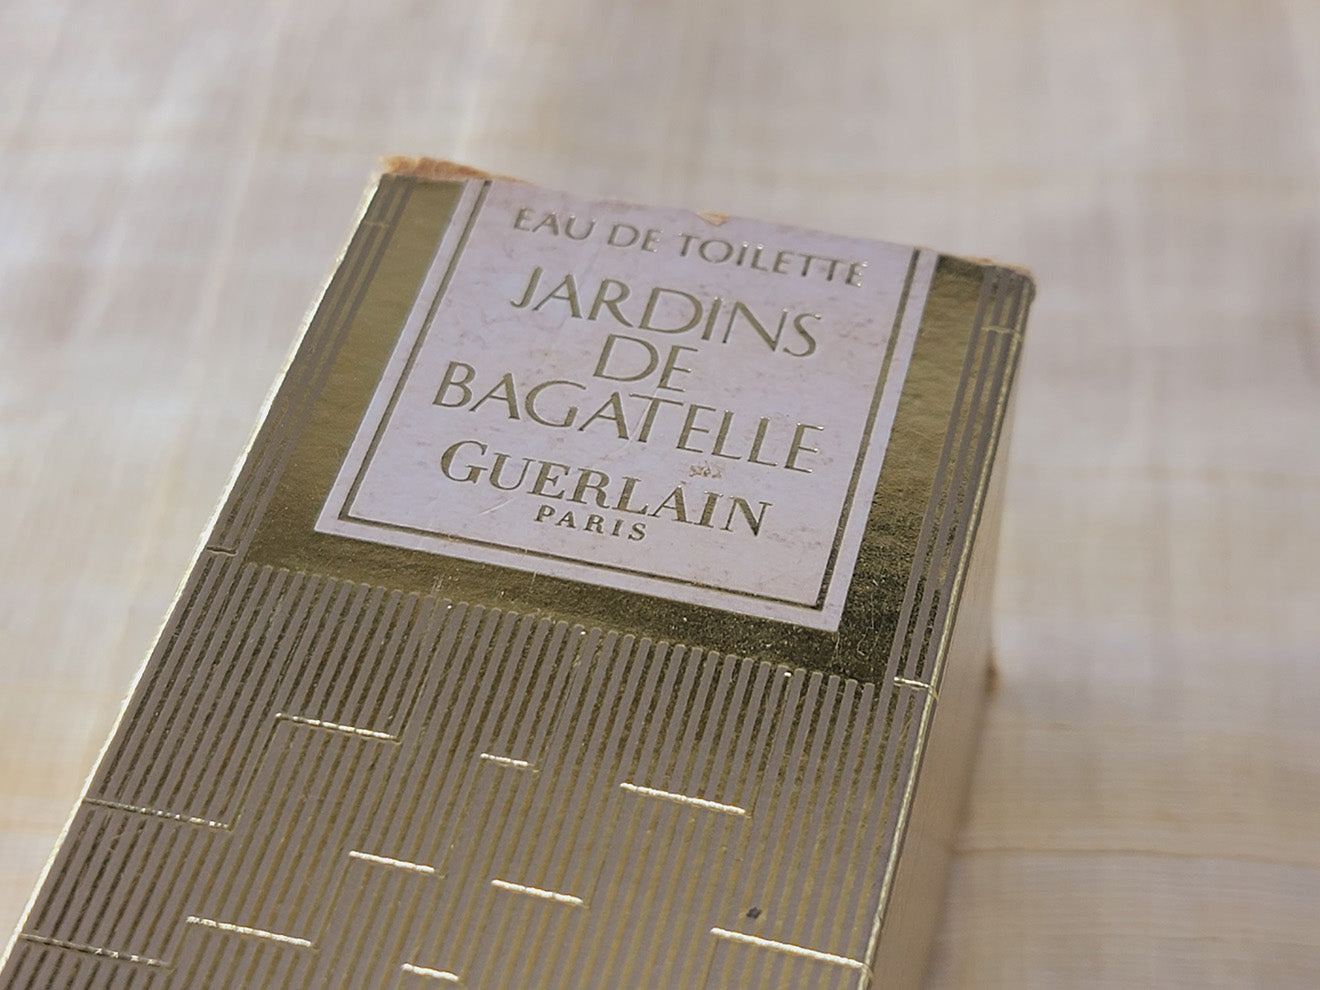 EAU DE TOILETTE
JARDINS
DE
BAGATELLE
GUERLAIN
PARIS